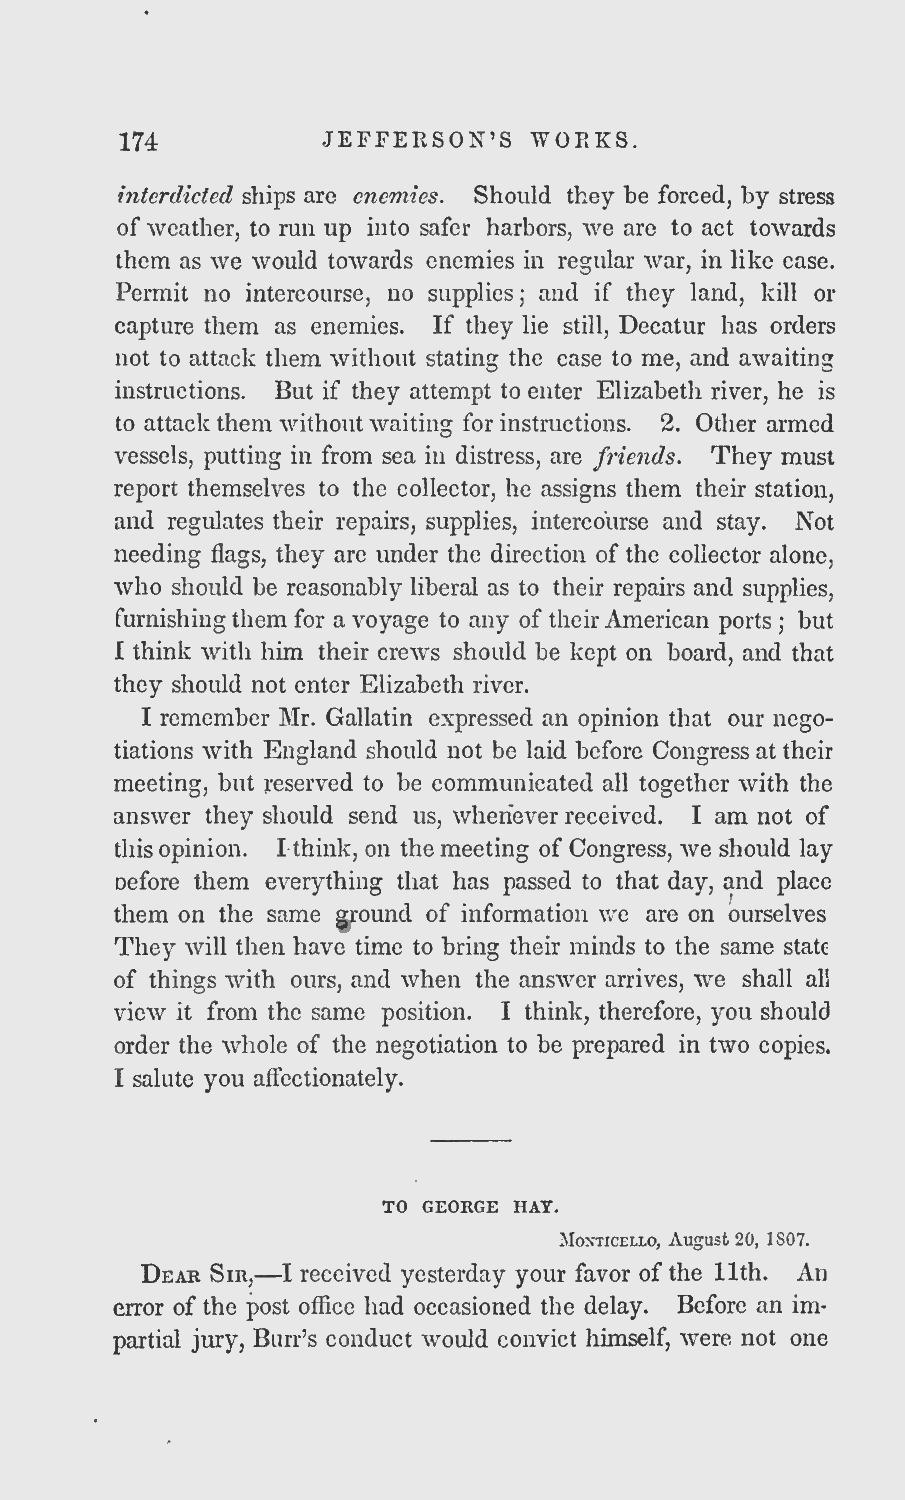 174 JEFFERSON'S WORKS.
interdicted ships are enemies. Should they be forced, by stress
of weather, to run up into safer harbors, we are to act towards
them as we would towards enemies in regular war, in like case.
Permit no intercourse, no supplies; and if they land, kill or
capture them as enemies. If they lie still, Decatur has orders
not to attack them without stating the case to me, and awaiting
instructions. But if they attempt to enter Elizabeth river, he is
to attack them without waiting for instructions. 2. Other armed
vessels, putting in from sea in distress, are friends. They must
report themselves to the collector, he assigns them their station,
and regulates their repairs, supplies, intercourse and stay. Not
needing flags, they are under the direction of the collector alone,
who should be reasonably liberal as to their repairs and supplies,
furnishing them for a voyage to any of their American ports; but
I think with him their crews should be kept on board, and that
they should not enter Elizabeth river.
I remember Mr. Gallatin expressed an opinion that our nego-
tiations with England should not be laid before Congress at their
meeting, but reserved to be communicated all together with the
answer they should send us, whenever received. I am not of
this opinion. I think, on the meeting of Congress, we should lay
before them everything that has passed to that day, and place
them on the same ground of information we are on ourselves
They will then have time to bring their minds to the same state
of things with ours, and when the answer arrives, we shall all
view it from the same position. I think, therefore, you should
order the whole of the negotiation to be prepared in two copies.
I salute you affectionately.
TO GEORGE HAY.
MONTICELLO, August 20, 1807.
DEAR SIR,—I received yesterday your favor of the 11th. An
error of the post office had occasioned the delay. Before an im-
partial jury, Burr's conduct would convict himself, were not one